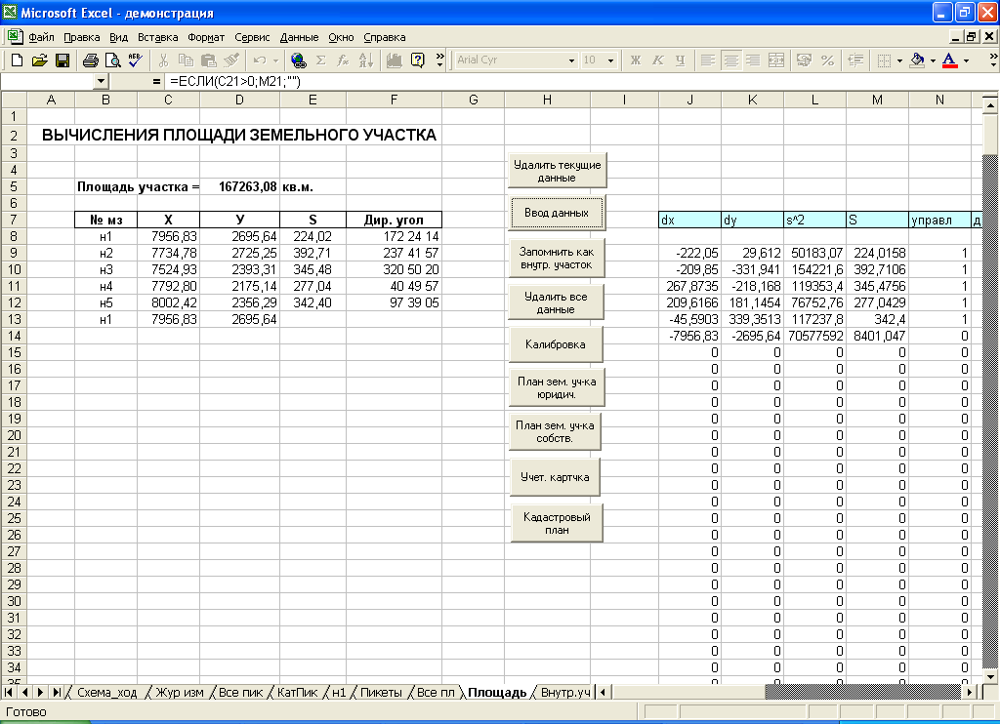 Microsoft Excel - демонстрация
Файл Правка Вид Вставка Формат Сервис Данные Окно Справка
Arial Cyr 10 Ж К Ч
= =ЕСЛИ(C21>0;M21;"")
A B C D E F G H I J K L M N
1
2 ВЫЧИСЛЕНИЯ ПЛОЩАДИ ЗЕМЕЛЬНОГО УЧАСТКА
3
4
5 Площадь участка = 167263,08 кв.м.
6
7 № мз X У S Дир. угол dx dy s^2 S управл д
8 н1 7956,83 2695,64 224,02 172 24 14
9 н2 7734,78 2725,25 392,71 237 41 57 -222,05 29,612 50183,07 224,0158 1
10 н3 7524,93 2393,31 345,48 320 50 20 -209,85 -331,941 154221,6 392,7106 1
11 н4 7792,80 2175,14 277,04 40 49 57 267,8735 -218,168 119353,4 345,4756 1
12 н5 8002,42 2356,29 342,40 97 39 05 209,6166 181,1454 76752,76 277,0429 1
13 н1 7956,83 2695,64 -45,5903 339,3513 117237,8 342,4 1
14 -7956,83 -2695,64 70577592 8401,047 0
15 0 0 0 0 0
16 0 0 0 0 0
17 0 0 0 0 0
18 0 0 0 0 0
19 0 0 0 0 0
20 0 0 0 0 0
21 0 0 0 0 0
22 0 0 0 0 0
23 0 0 0 0 0
24 0 0 0 0 0
25 0 0 0 0 0
26 0 0 0 0 0
27 0 0 0 0 0
28 0 0 0 0 0
29 0 0 0 0 0
30 0 0 0 0 0
31 0 0 0 0 0
32 0 0 0 0 0
33 0 0 0 0 0
34 0 0 0 0 0
Удалить текущие
данные
Ввод данных
Запомнить как
внутр. участок
Удалить все
данные
Калибровка
План зем. уч-ка
юридич.
План зем. уч-ка
собств.
Учет. картчка
Кадастровый
план
Схема_ход Жур изм Все пик КатПик н1 Пикеты Все пл Площадь Внутр.уч
Готово